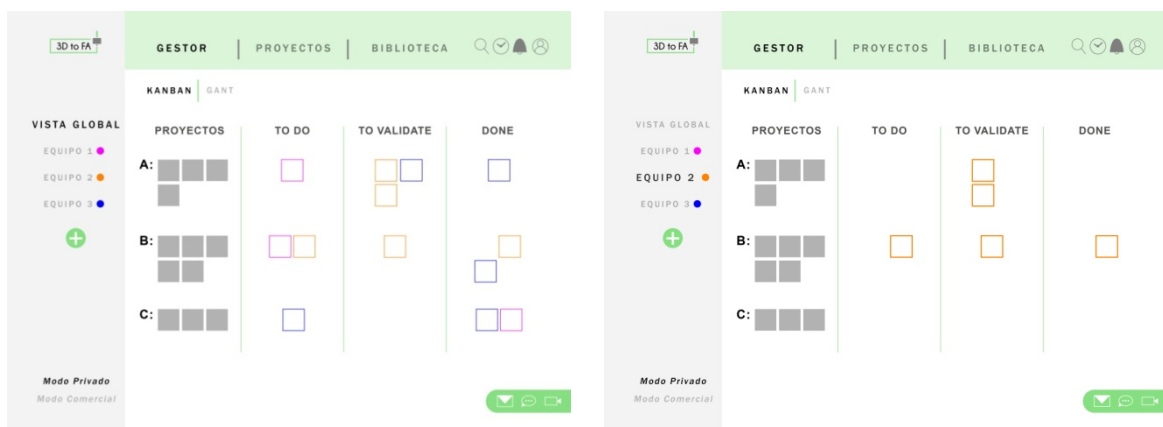 3D to FA
GESTOR | PROYECTOS | BIBLIOTECA
KANBAN GANT
VISTA GLOBAL
EQUIPO 1
EQUIPO 2
EQUIPO 3
PROYECTOS TO DO TO VALIDATE DONE
A:
B:
C:
Modo Privado
Modo Comercial
3D to FA
GESTOR | PROYECTOS | BIBLIOTECA
KANBAN GANT
VISTA GLOBAL
EQUIPO 1
EQUIPO 2
EQUIPO 3
PROYECTOS TO DO TO VALIDATE DONE
A:
B:
C:
Modo Privado
Modo Comercial